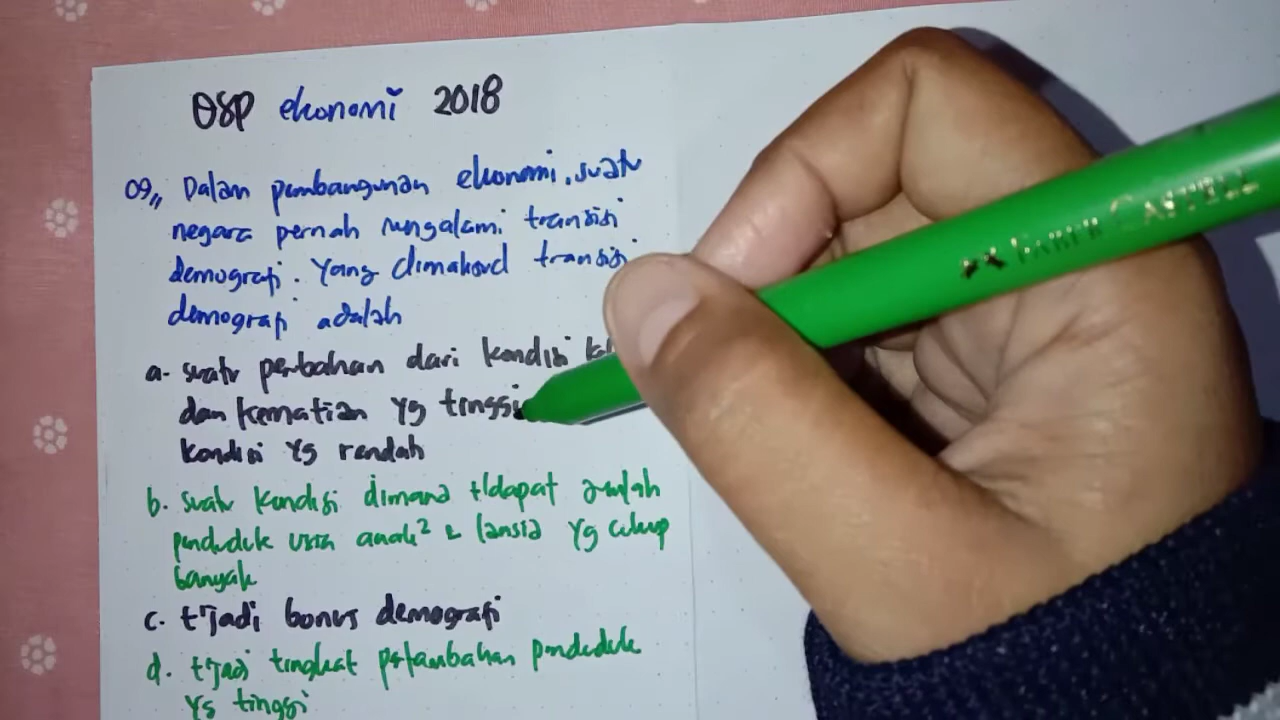 OSP ekonomi 2018
09,, Dalam pembangunan ekonomi, suatu
negara pernah mengalami transisi
demografi. Yang dimaksud transisi
demografi adalah
a. suatu perubahan dari kondisi
dan kematian yg tinggi
kondisi yg rendah
b. suatu kondisi dimana t'dapat jumlah
penduduk usia anak² & lansia yg cukup
banyak
c. t'jadi bonus demografi
d. t'jadi tingkat pertambahan penduduk
yg tinggi
FABER CASTELL